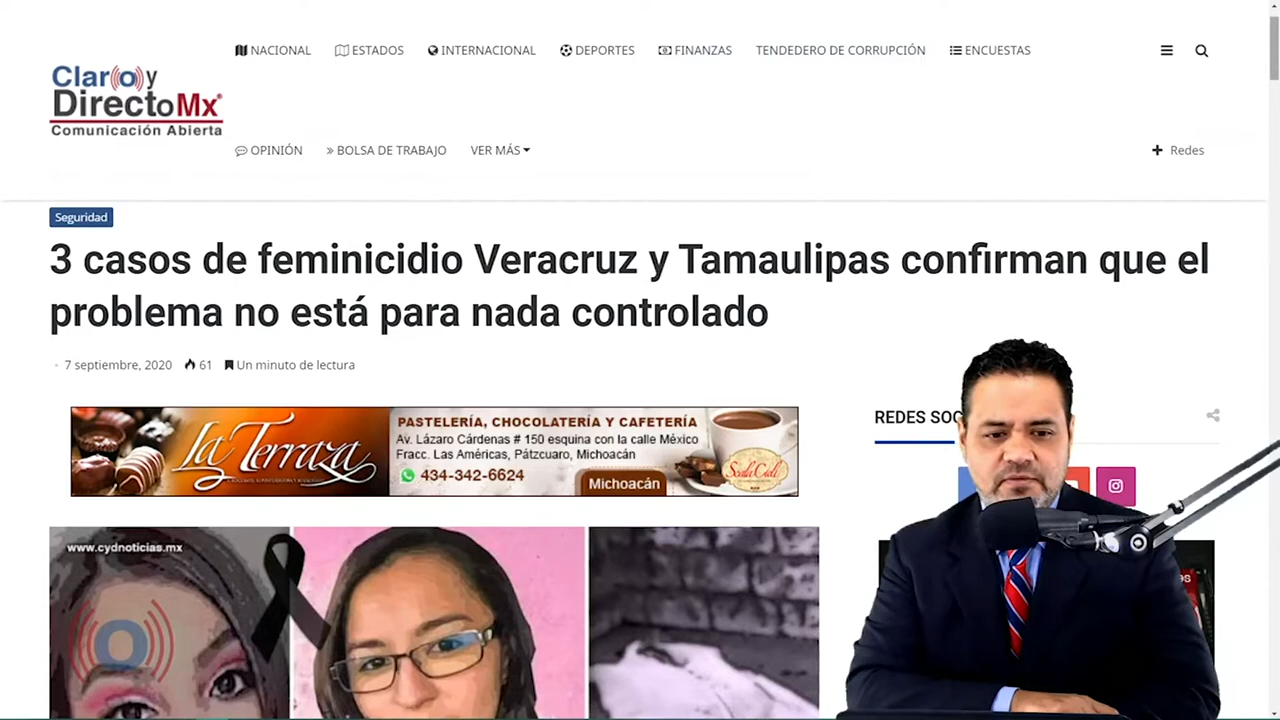 NACIONAL
ESTADOS
INTERNACIONAL
DEPORTES
FINANZAS
TENDEDERO DE CORRUPCIÓN
ENCUESTAS
Claro y
DirectoMx
Comunicación Abierta
OPINIÓN
» BOLSA DE TRABAJO
VER MÁS
+ Redes
Seguridad
3 casos de feminicidio Veracruz y Tamaulipas confirman que el
problema no está para nada controlado
7 septiembre, 2020 61 Un minuto de lectura
La Terraza
PASTELERÍA, CHOCOLATERÍA Y CAFETERÍA
Av. Lázaro Cárdenas # 150 esquina con la calle México
Fracc. Las Américas, Pátzcuaro, Michoacán
434-342-6624
Michoacán
REDES SOC
www.cydnoticias.mx